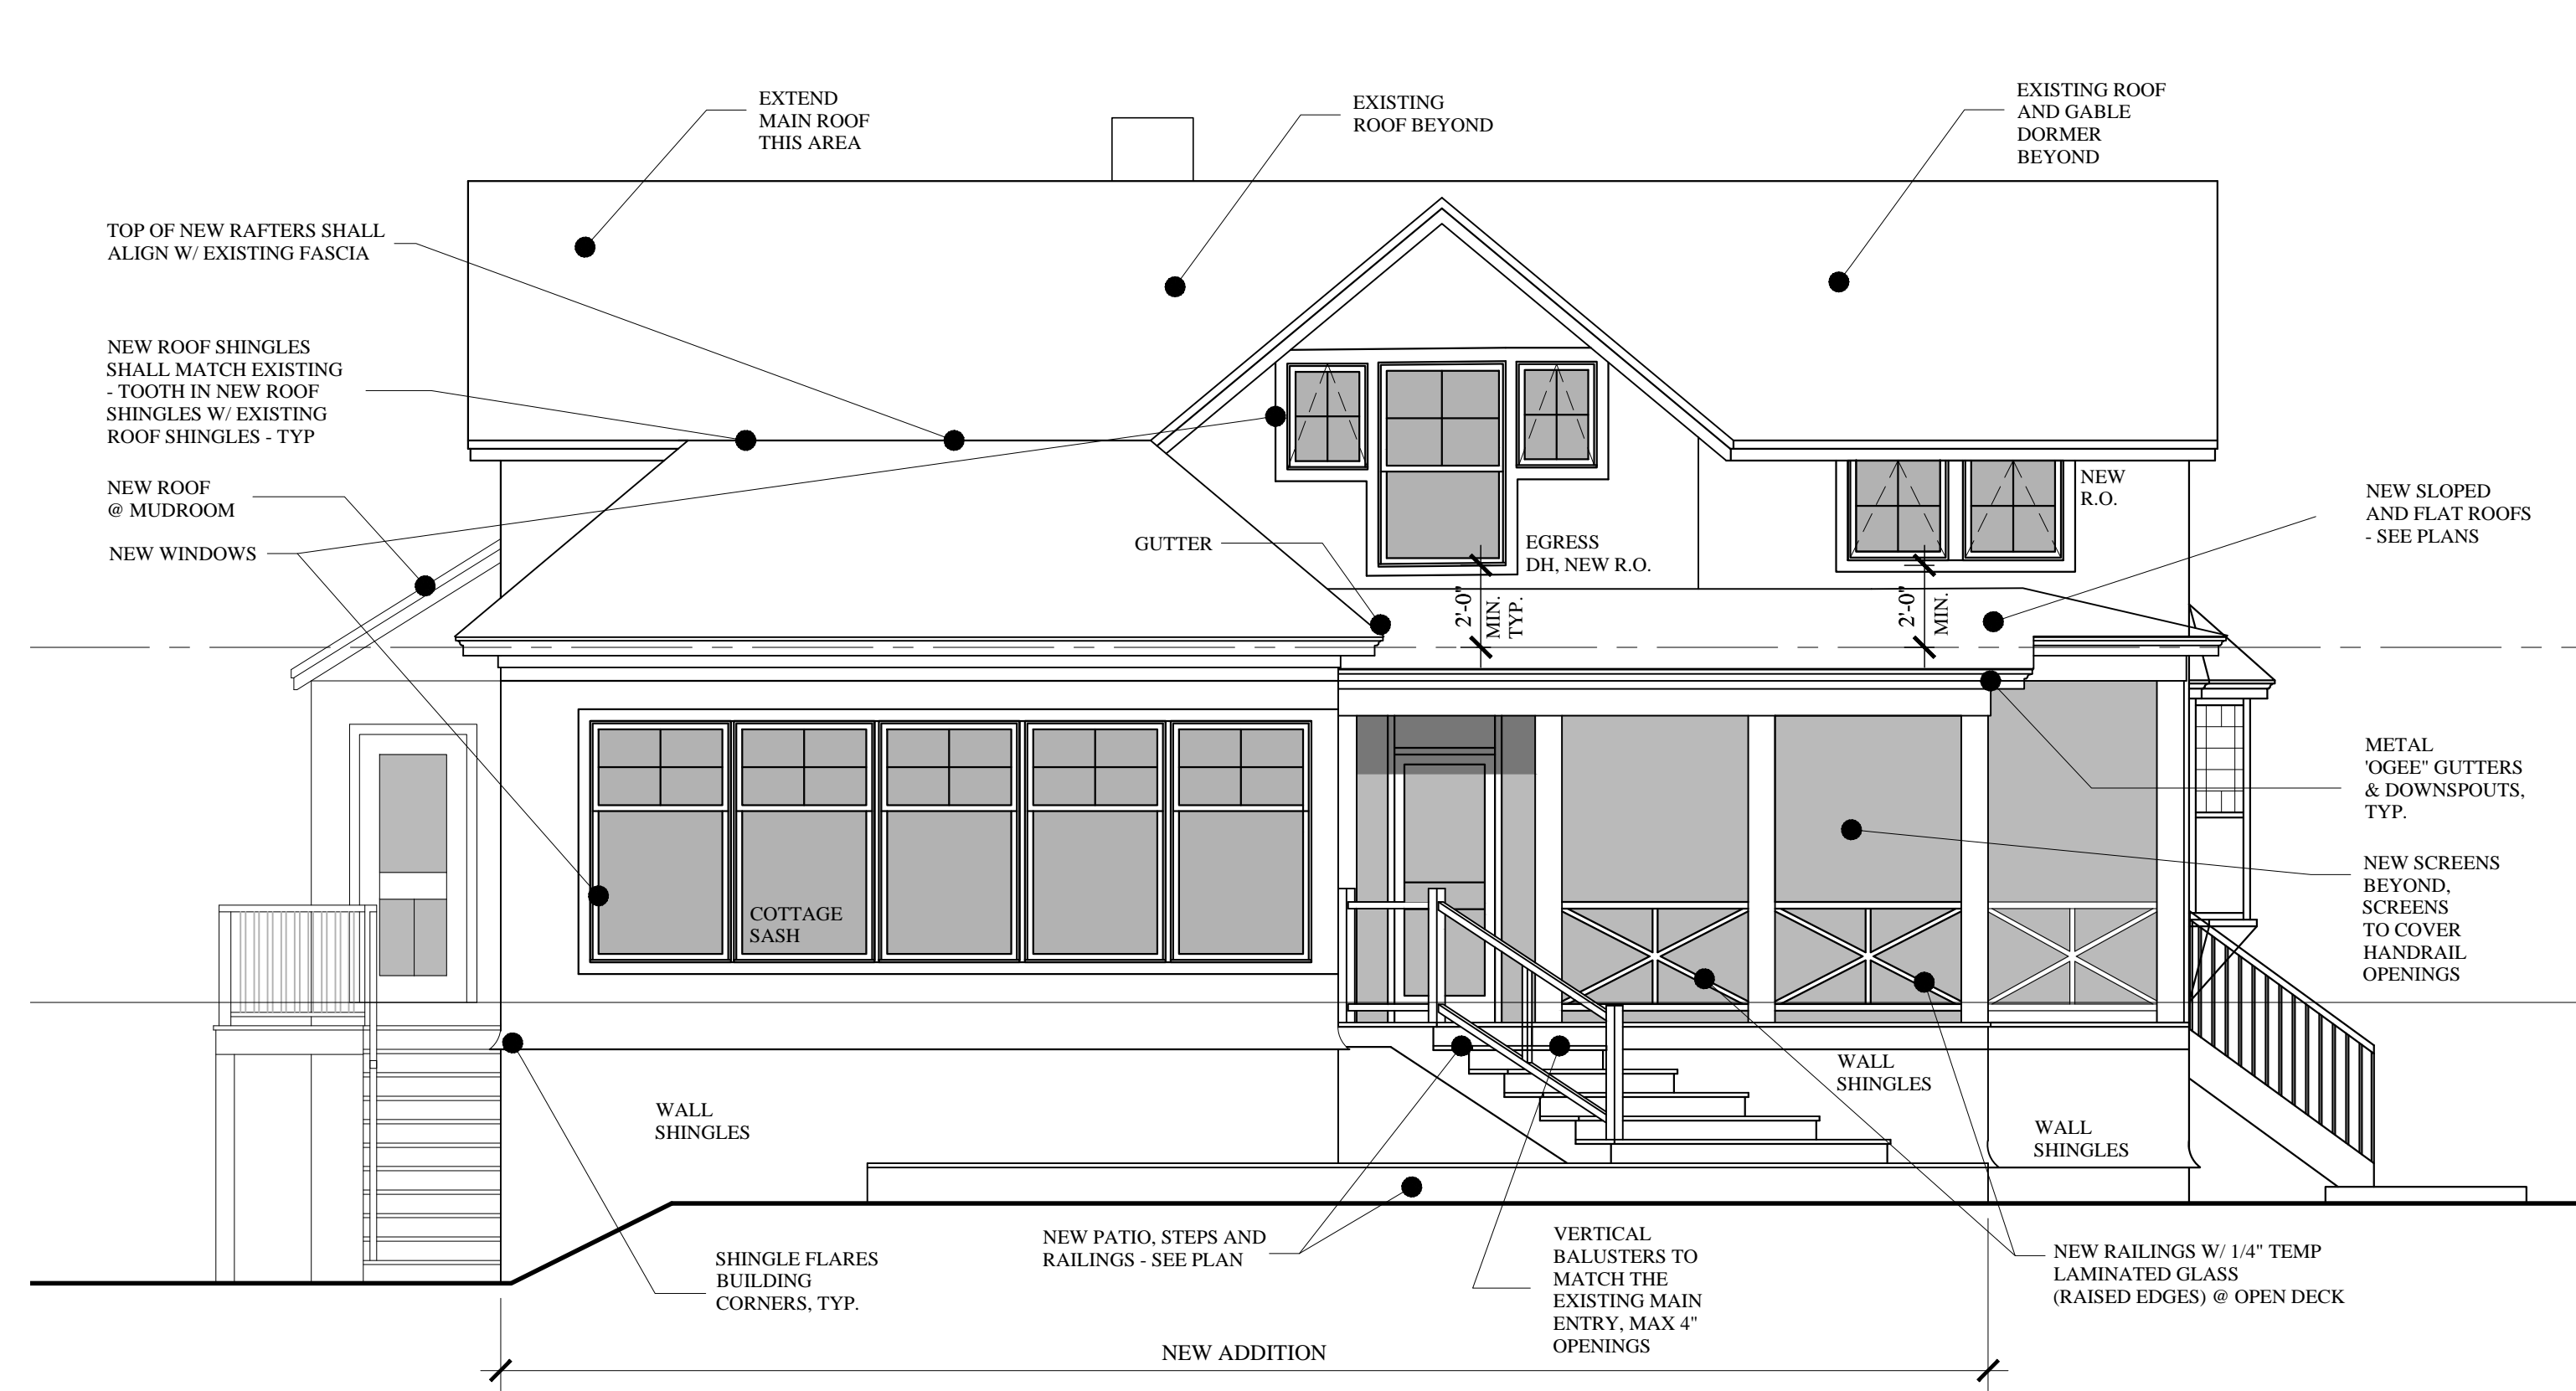 EXTEND
MAIN ROOF
THIS AREA
EXISTING
ROOF BEYOND
EXISTING ROOF
AND GABLE
DORMER
BEYOND
TOP OF NEW RAFTERS SHALL
ALIGN W/ EXISTING FASCIA
NEW ROOF SHINGLES
SHALL MATCH EXISTING
- TOOTH IN NEW ROOF
SHINGLES W/ EXISTING
ROOF SHINGLES - TYP
NEW ROOF
@ MUDROOM
NEW WINDOWS
GUTTER
EGRESS
DH, NEW R.O.
NEW
R.O.
NEW SLOPED
AND FLAT ROOFS
- SEE PLANS
2'-0"
MIN.
TYP.
2'-0"
MIN.
METAL
'OGEE" GUTTERS
& DOWNSPOUTS,
TYP.
NEW SCREENS
BEYOND,
SCREENS
TO COVER
HANDRAIL
OPENINGS
COTTAGE
SASH
WALL
SHINGLES
WALL
SHINGLES
WALL
SHINGLES
SHINGLE FLARES
BUILDING
CORNERS, TYP.
NEW PATIO, STEPS AND
RAILINGS - SEE PLAN
VERTICAL
BALUSTERS TO
MATCH THE
EXISTING MAIN
ENTRY, MAX 4"
OPENINGS
NEW RAILINGS W/ 1/4" TEMP
LAMINATED GLASS
(RAISED EDGES) @ OPEN DECK
NEW ADDITION